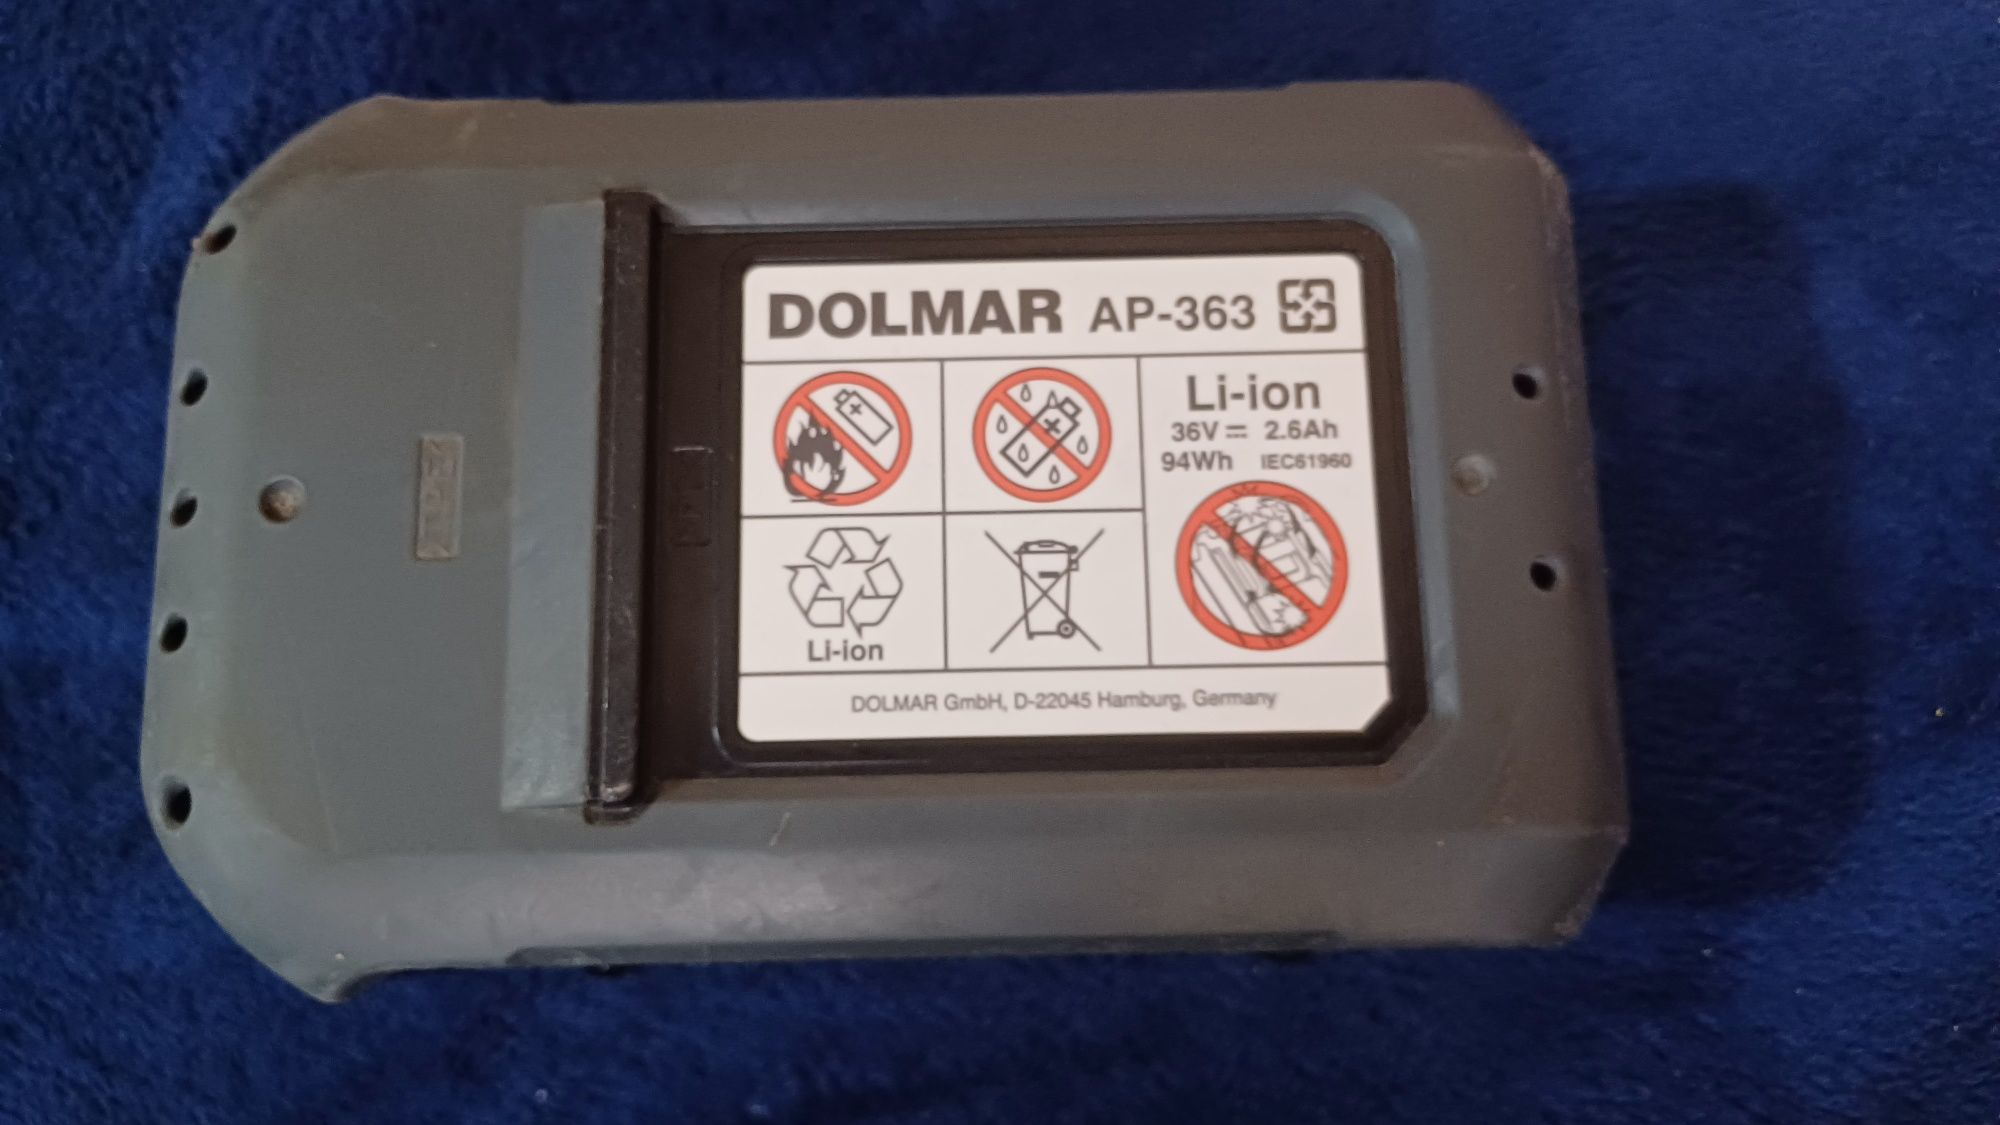 DOLMAR AP-363
Li-ion
36V 2.6Ah
94Wh IEC61960
Li-ion
DOLMAR GmbH, D-22045 Hamburg, Germany